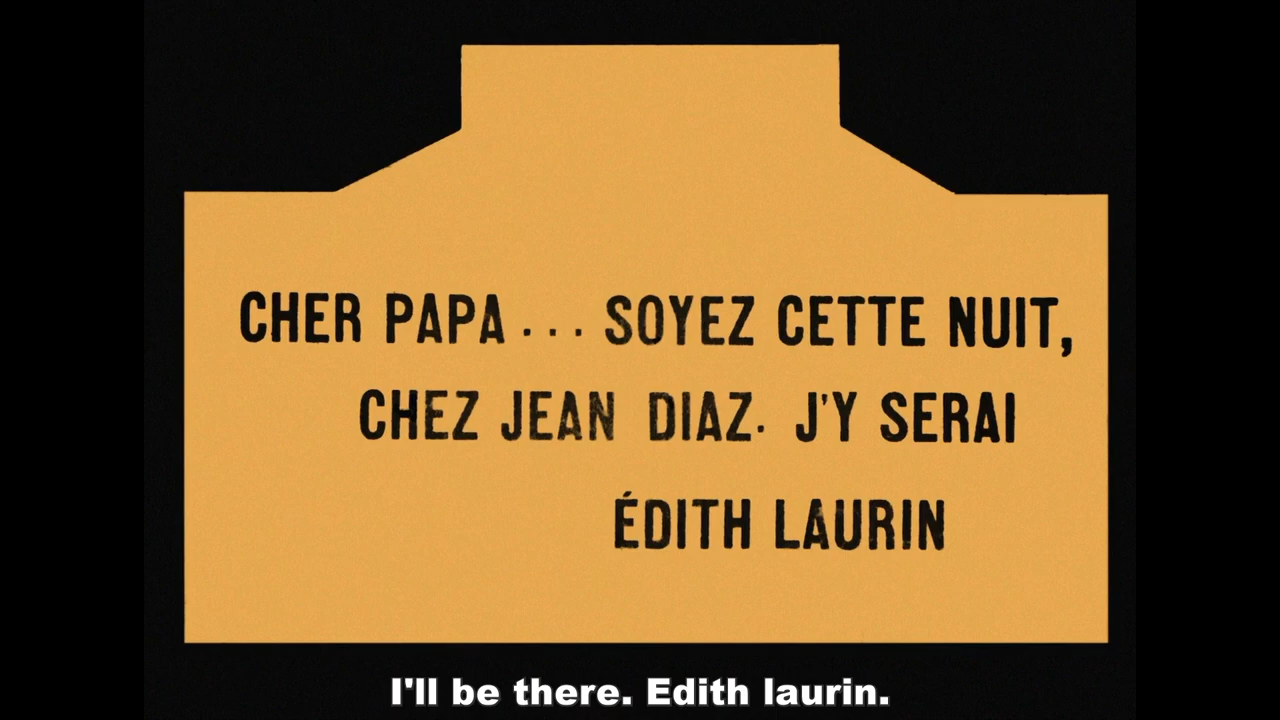 CHER PAPA... SOYEZ CETTE NUIT,
CHEZ JEAN DIAZ. J'Y SERAI
ÉDITH LAURIN
I'll be there. Edith laurin.